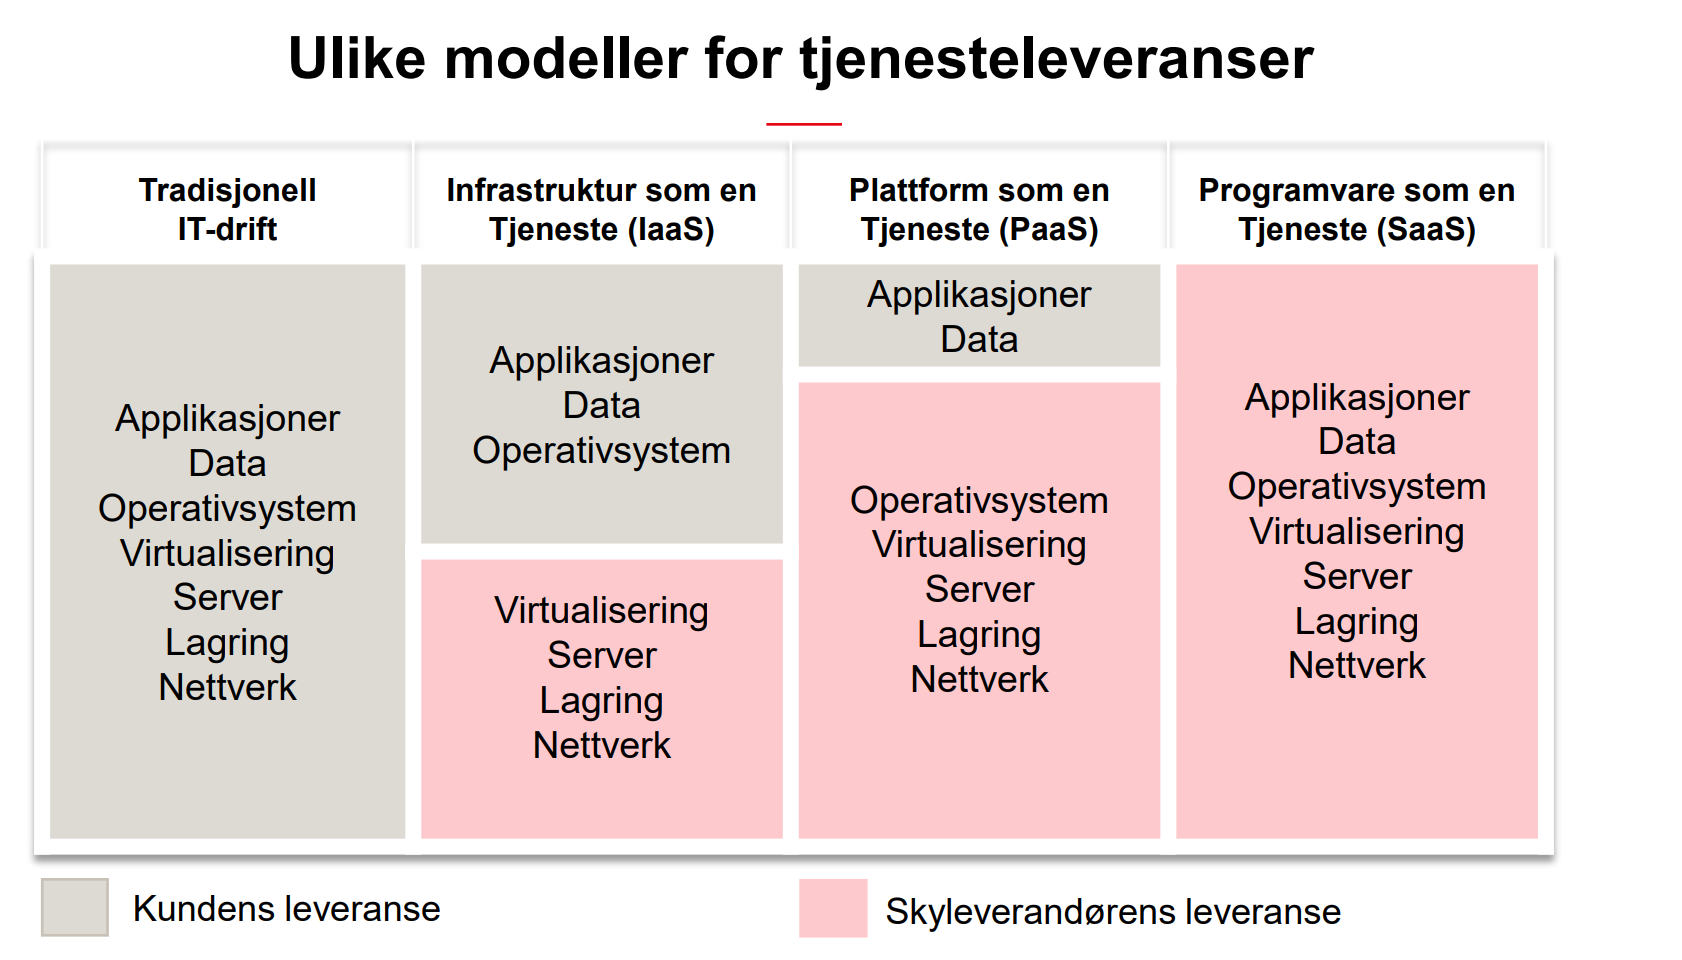 Ulike modeller for tjenesteleveranser
Tradisjonell
IT-drift
Infrastruktur som en
Tjeneste (IaaS)
Plattform som en
Tjeneste (PaaS)
Programvare som en
Tjeneste (SaaS)
Applikasjoner
Data
Operativsystem
Virtualisering
Server
Lagring
Nettverk
Applikasjoner
Data
Operativsystem
Virtualisering
Server
Lagring
Nettverk
Applikasjoner
Data
Operativsystem
Virtualisering
Server
Lagring
Nettverk
Applikasjoner
Data
Operativsystem
Virtualisering
Server
Lagring
Nettverk
Kundens leveranse
Skyleverandørens leveranse